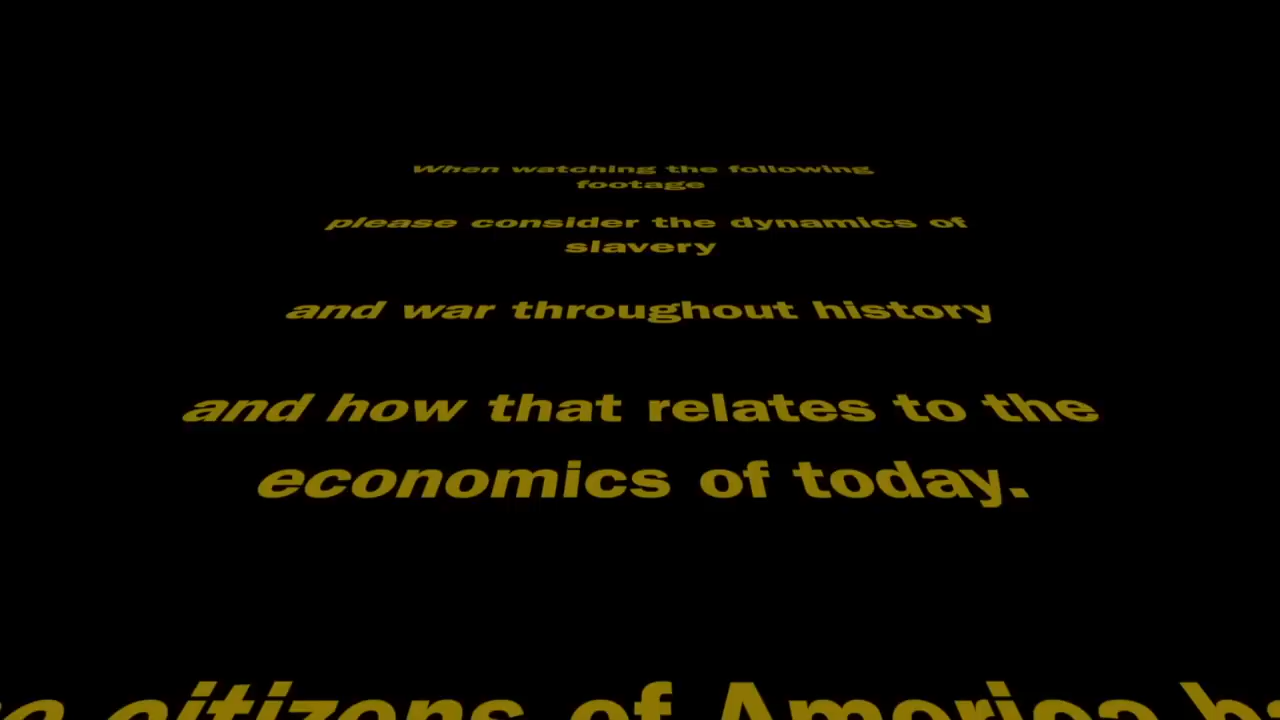 When watching the following
footage
please consider the dynamics of
slavery
and war throughout history
and how that relates to the
economics of today.
citizens of America